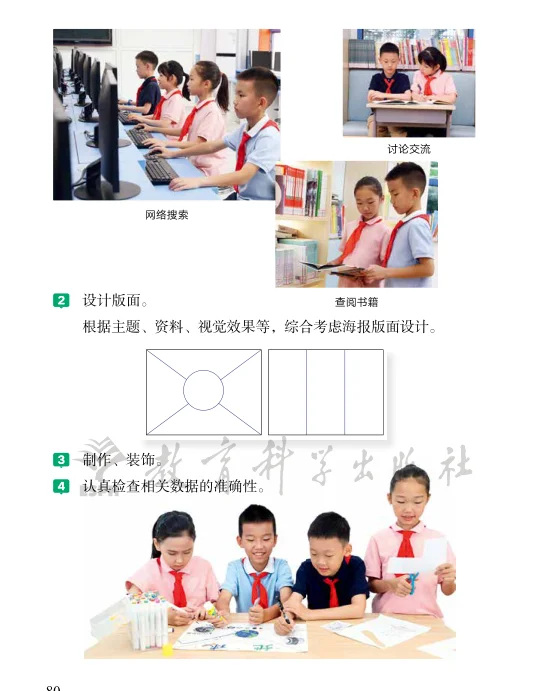 讨论交流
网络搜索
查阅书籍
2 设计版面。
根据主题、资料、视觉效果等，综合考虑海报版面设计。
3 制作、装饰。
教育科学出版社
4 认真检查相关数据的准确性。
80